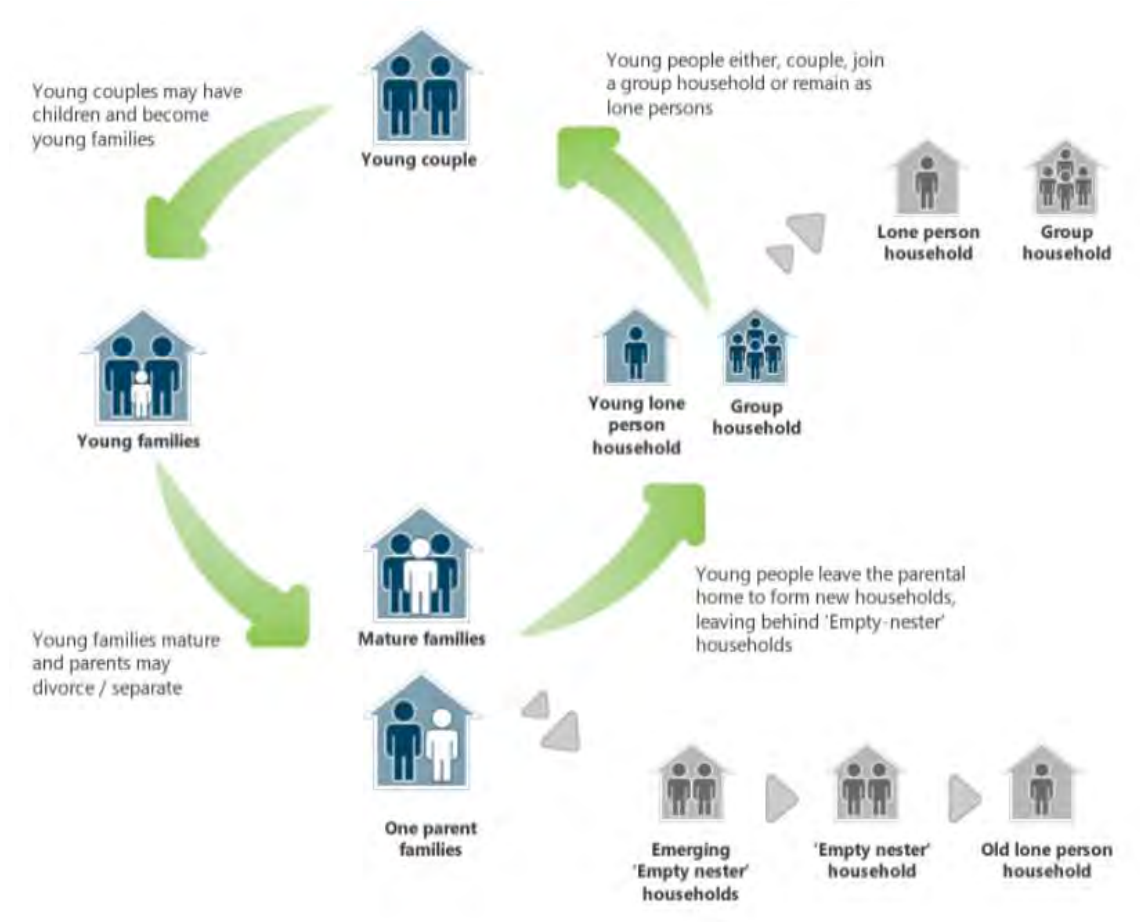 Young couples may have
children and become
young families
Young couple
Young people either, couple, join
a group household or remain as
lone persons
Lone person
household
Group
household
Young families
Young lone
person
household
Group
household
Young families mature
and parents may
divorce / separate
Mature families
Young people leave the parental
home to form new households,
leaving behind 'Empty-nester'
households
One parent
families
Emerging
'Empty nester'
households
'Empty nester'
household
Old lone person
household